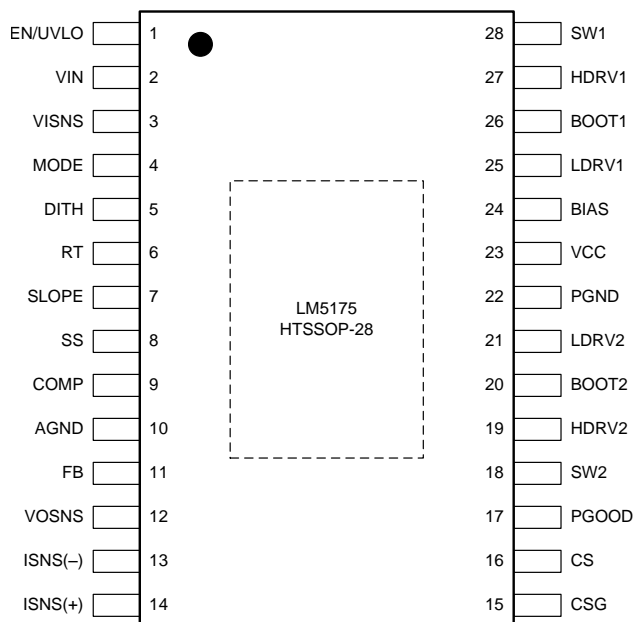 EN/UVLO 1 28 SW1
VIN 2 27 HDRV1
VISNS 3 26 BOOT1
MODE 4 25 LDRV1
DITH 5 24 BIAS
RT 6 23 VCC
SLOPE 7 22 PGND
LM5175
HTSSOP-28
SS 8 21 LDRV2
COMP 9 20 BOOT2
AGND 10 19 HDRV2
FB 11 18 SW2
VOSNS 12 17 PGOOD
ISNS(–) 13 16 CS
ISNS(+) 14 15 CSG